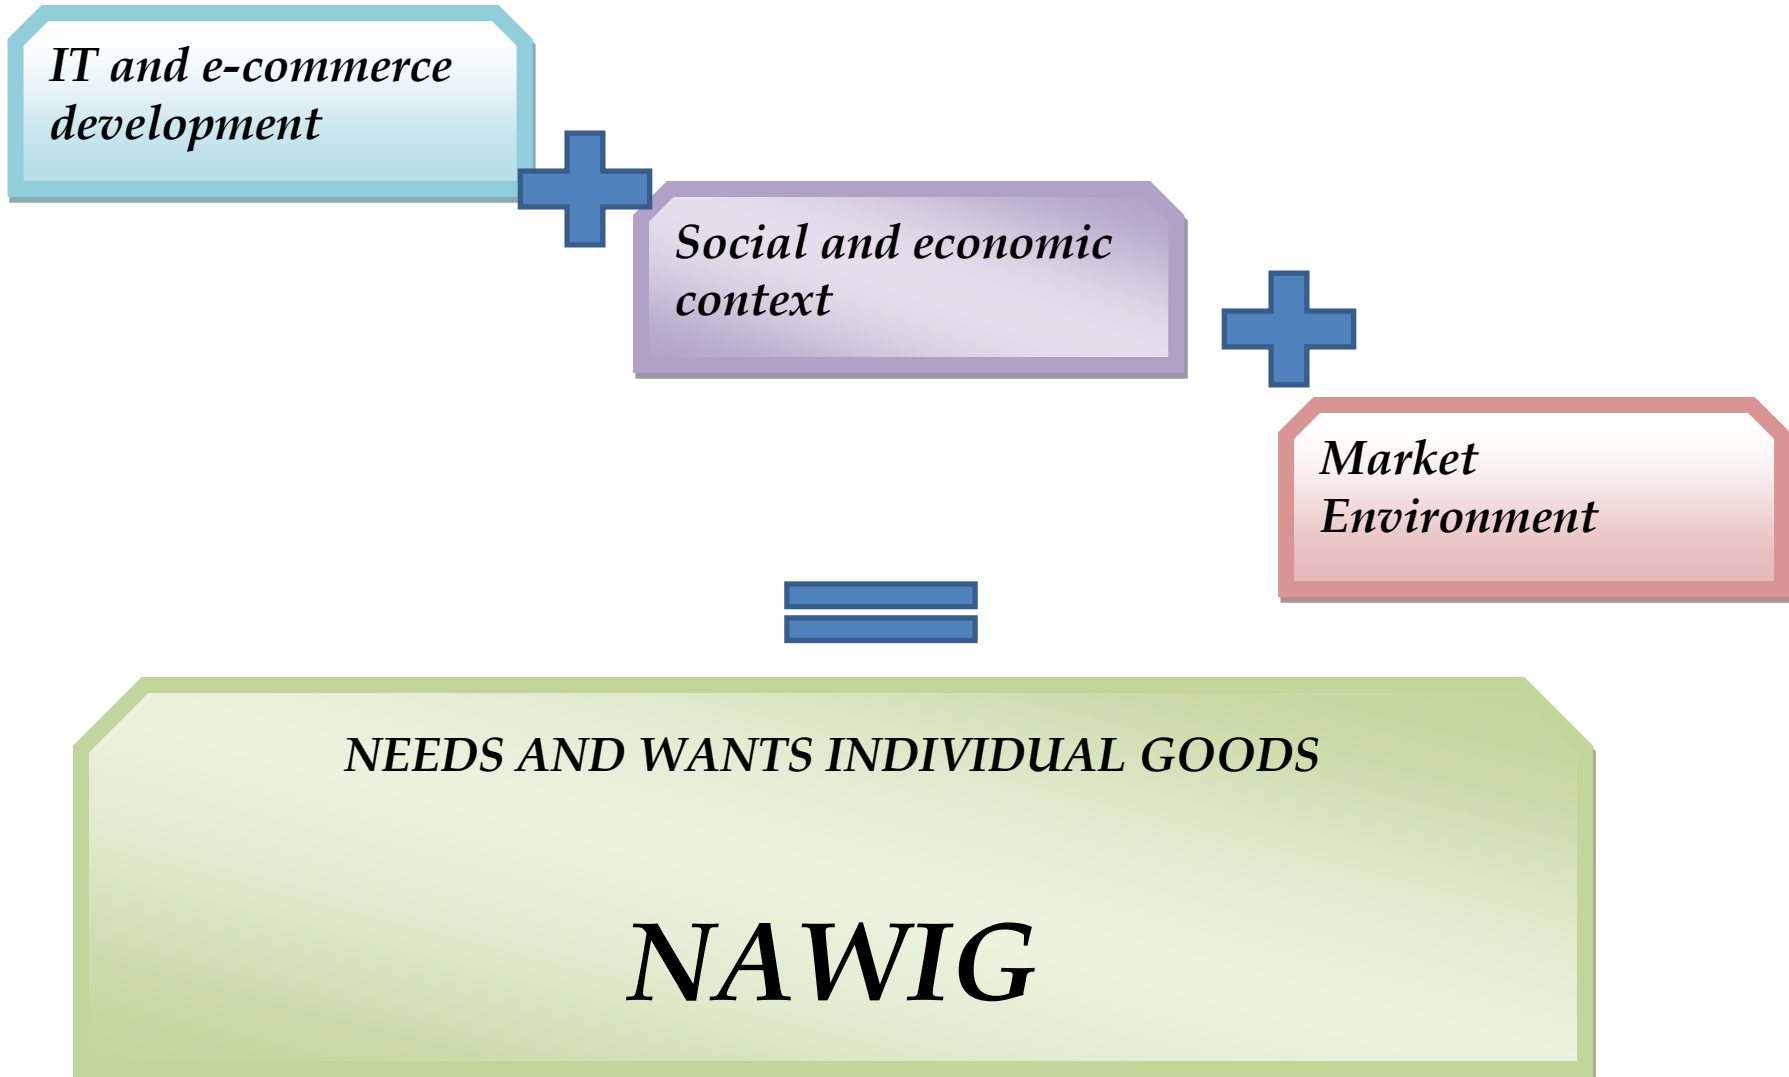 IT and e-commerce
development
Social and economic
context
Market
Environment
NEEDS AND WANTS INDIVIDUAL GOODS
NAWIG